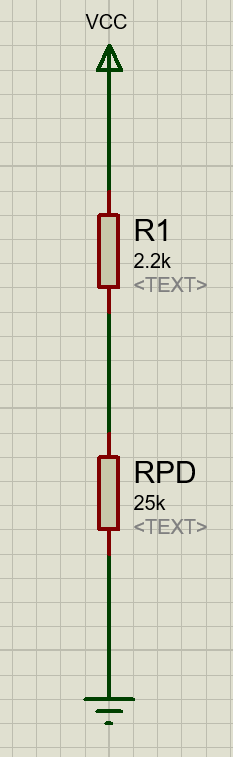 VCC
R1
2.2k
<TEXT>
RPD
25k
<TEXT>